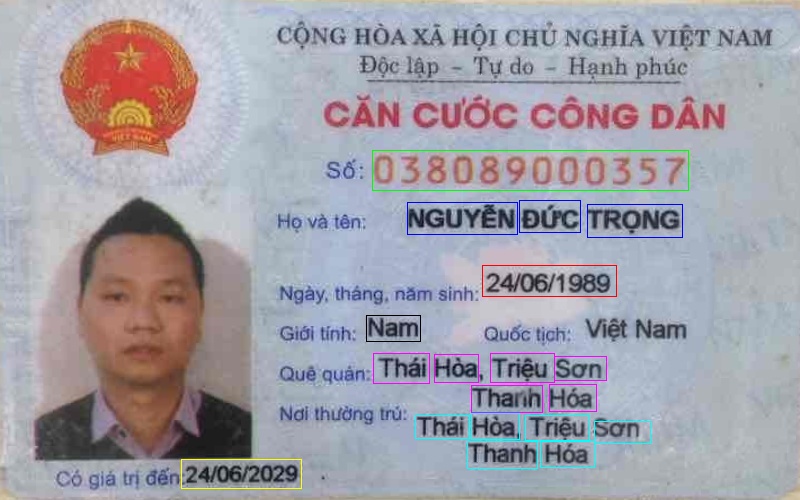 CỘNG HÒA XÃ HỘI CHỦ NGHĨA VIỆT NAM
Độc lập - Tự do - Hạnh phúc
CĂN CƯỚC CÔNG DÂN
Số: 038089000357
Họ và tên: NGUYỄN ĐỨC TRỌNG
Ngày, tháng, năm sinh: 24/06/1989
Giới tính: Nam Quốc tịch: Việt Nam
Quê quán: Thái Hòa, Triệu Sơn
Thanh Hóa
Nơi thường trú: Thái Hòa, Triệu Sơn
Thanh Hóa
Có giá trị đến: 24/06/2029
VIỆT NAM